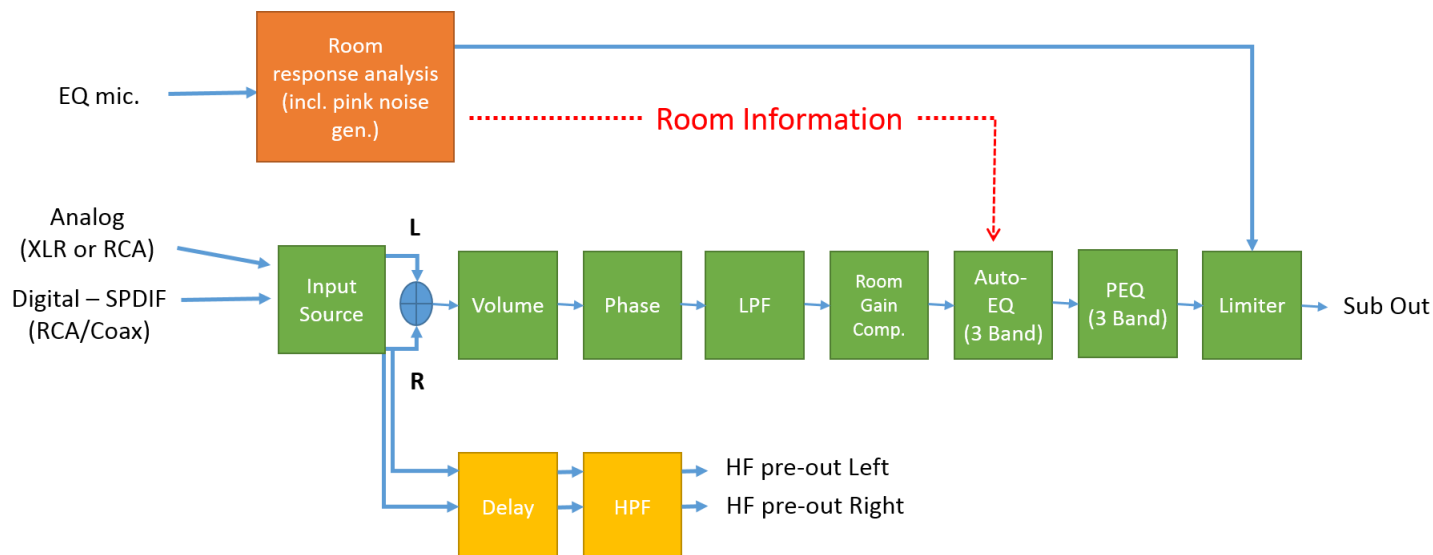 Room
response analysis
(incl. pink noise
gen.)
EQ mic.
Room Information
Analog
(XLR or RCA)
Digital – SPDIF
(RCA/Coax)
Input
Source
L
R
Volume
Phase
LPF
Room
Gain
Comp.
Auto-
EQ
(3 Band)
PEQ
(3 Band)
Limiter
Sub Out
Delay
HPF
HF pre-out Left
HF pre-out Right